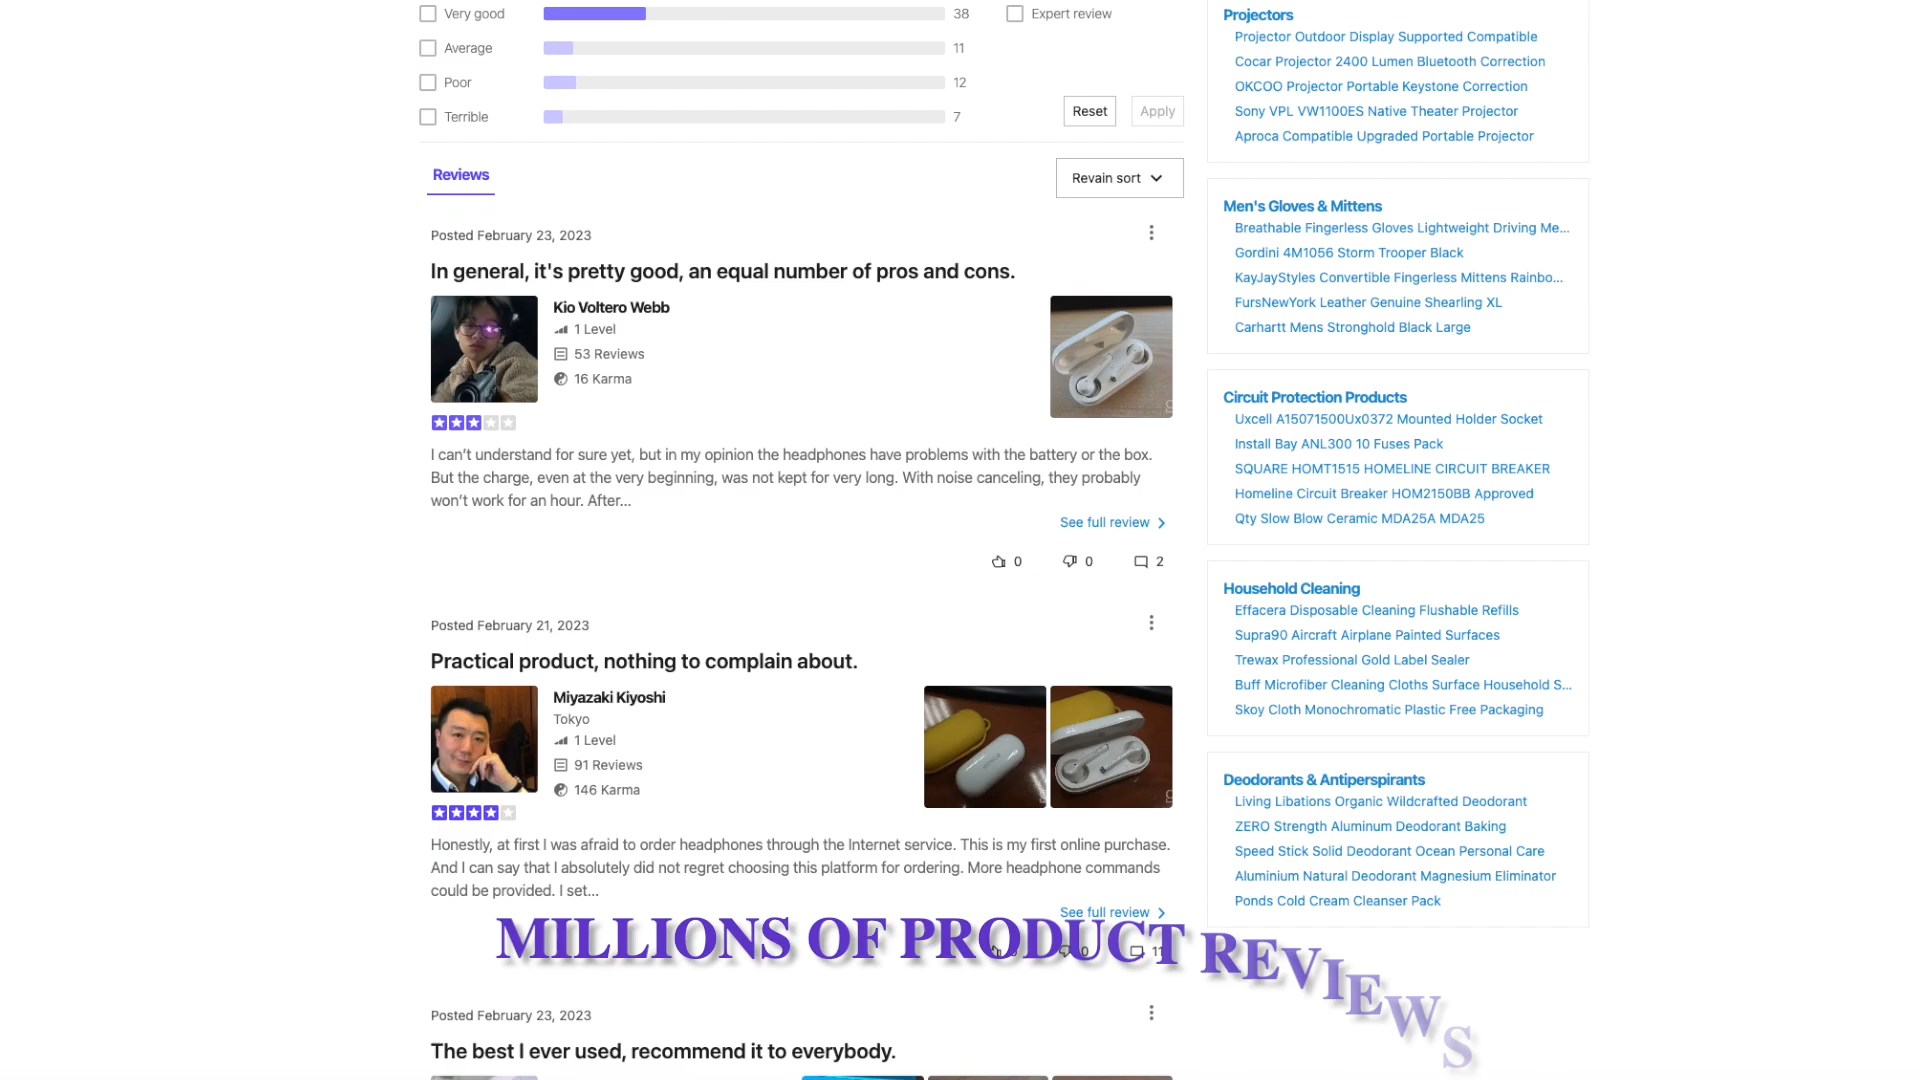 Very good
38
Expert review
Average
11
Poor
12
Terrible
7
Reset
Apply
Reviews
Revain sort
Posted February 23, 2023
In general, it's pretty good, an equal number of pros and cons.
Kio Voltero Webb
1 Level
53 Reviews
16 Karma
I can't understand for sure yet, but in my opinion the headphones have problems with the battery or the box.
But the charge, even at the very beginning, was not kept for very long. With noise canceling, they probably
won't work for an hour. After...
See full review
0
0
2
Posted February 21, 2023
Practical product, nothing to complain about.
Miyazaki Kiyoshi
Tokyo
1 Level
91 Reviews
146 Karma
Honestly, at first I was afraid to order headphones through the Internet service. This is my first online purchase.
And I can say that I absolutely did not regret choosing this platform for ordering. More headphone commands
could be provided. I set...
See full review
0
11
MILLIONS OF PRODUCT REVIEWS
Posted February 23, 2023
The best I ever used, recommend it to everybody.
Projectors
Projector Outdoor Display Supported Compatible
Cocar Projector 2400 Lumen Bluetooth Correction
OKCOO Projector Portable Keystone Correction
Sony VPL VW1100ES Native Theater Projector
Aproca Compatible Upgraded Portable Projector
Men's Gloves & Mittens
Breathable Fingerless Gloves Lightweight Driving Me...
Gordini 4M1056 Storm Trooper Black
KayJayStyles Convertible Fingerless Mittens Rainbo...
FursNewYork Leather Genuine Shearling XL
Carhartt Mens Stronghold Black Large
Circuit Protection Products
Uxcell A15071500Ux0372 Mounted Holder Socket
Install Bay ANL300 10 Fuses Pack
SQUARE HOMT1515 HOMELINE CIRCUIT BREAKER
Homeline Circuit Breaker HOM2150BB Approved
Qty Slow Blow Ceramic MDA25A MDA25
Household Cleaning
Effacera Disposable Cleaning Flushable Refills
Supra90 Aircraft Airplane Painted Surfaces
Trewax Professional Gold Label Sealer
Buff Microfiber Cleaning Cloths Surface Household S...
Skoy Cloth Monochromatic Plastic Free Packaging
Deodorants & Antiperspirants
Living Libations Organic Wildcrafted Deodorant
ZERO Strength Aluminum Deodorant Baking
Speed Stick Solid Deodorant Ocean Personal Care
Aluminium Natural Deodorant Magnesium Eliminator
Ponds Cold Cream Cleanser Pack